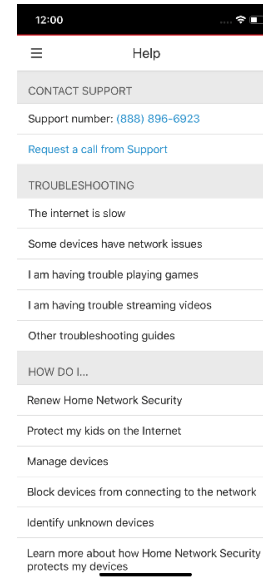 12:00
Help
CONTACT SUPPORT
Support number: (888) 896-6923
Request a call from Support
TROUBLESHOOTING
The internet is slow
Some devices have network issues
I am having trouble playing games
I am having trouble streaming videos
Other troubleshooting guides
HOW DO I...
Renew Home Network Security
Protect my kids on the Internet
Manage devices
Block devices from connecting to the network
Identify unknown devices
Learn more about how Home Network Security
protects my devices